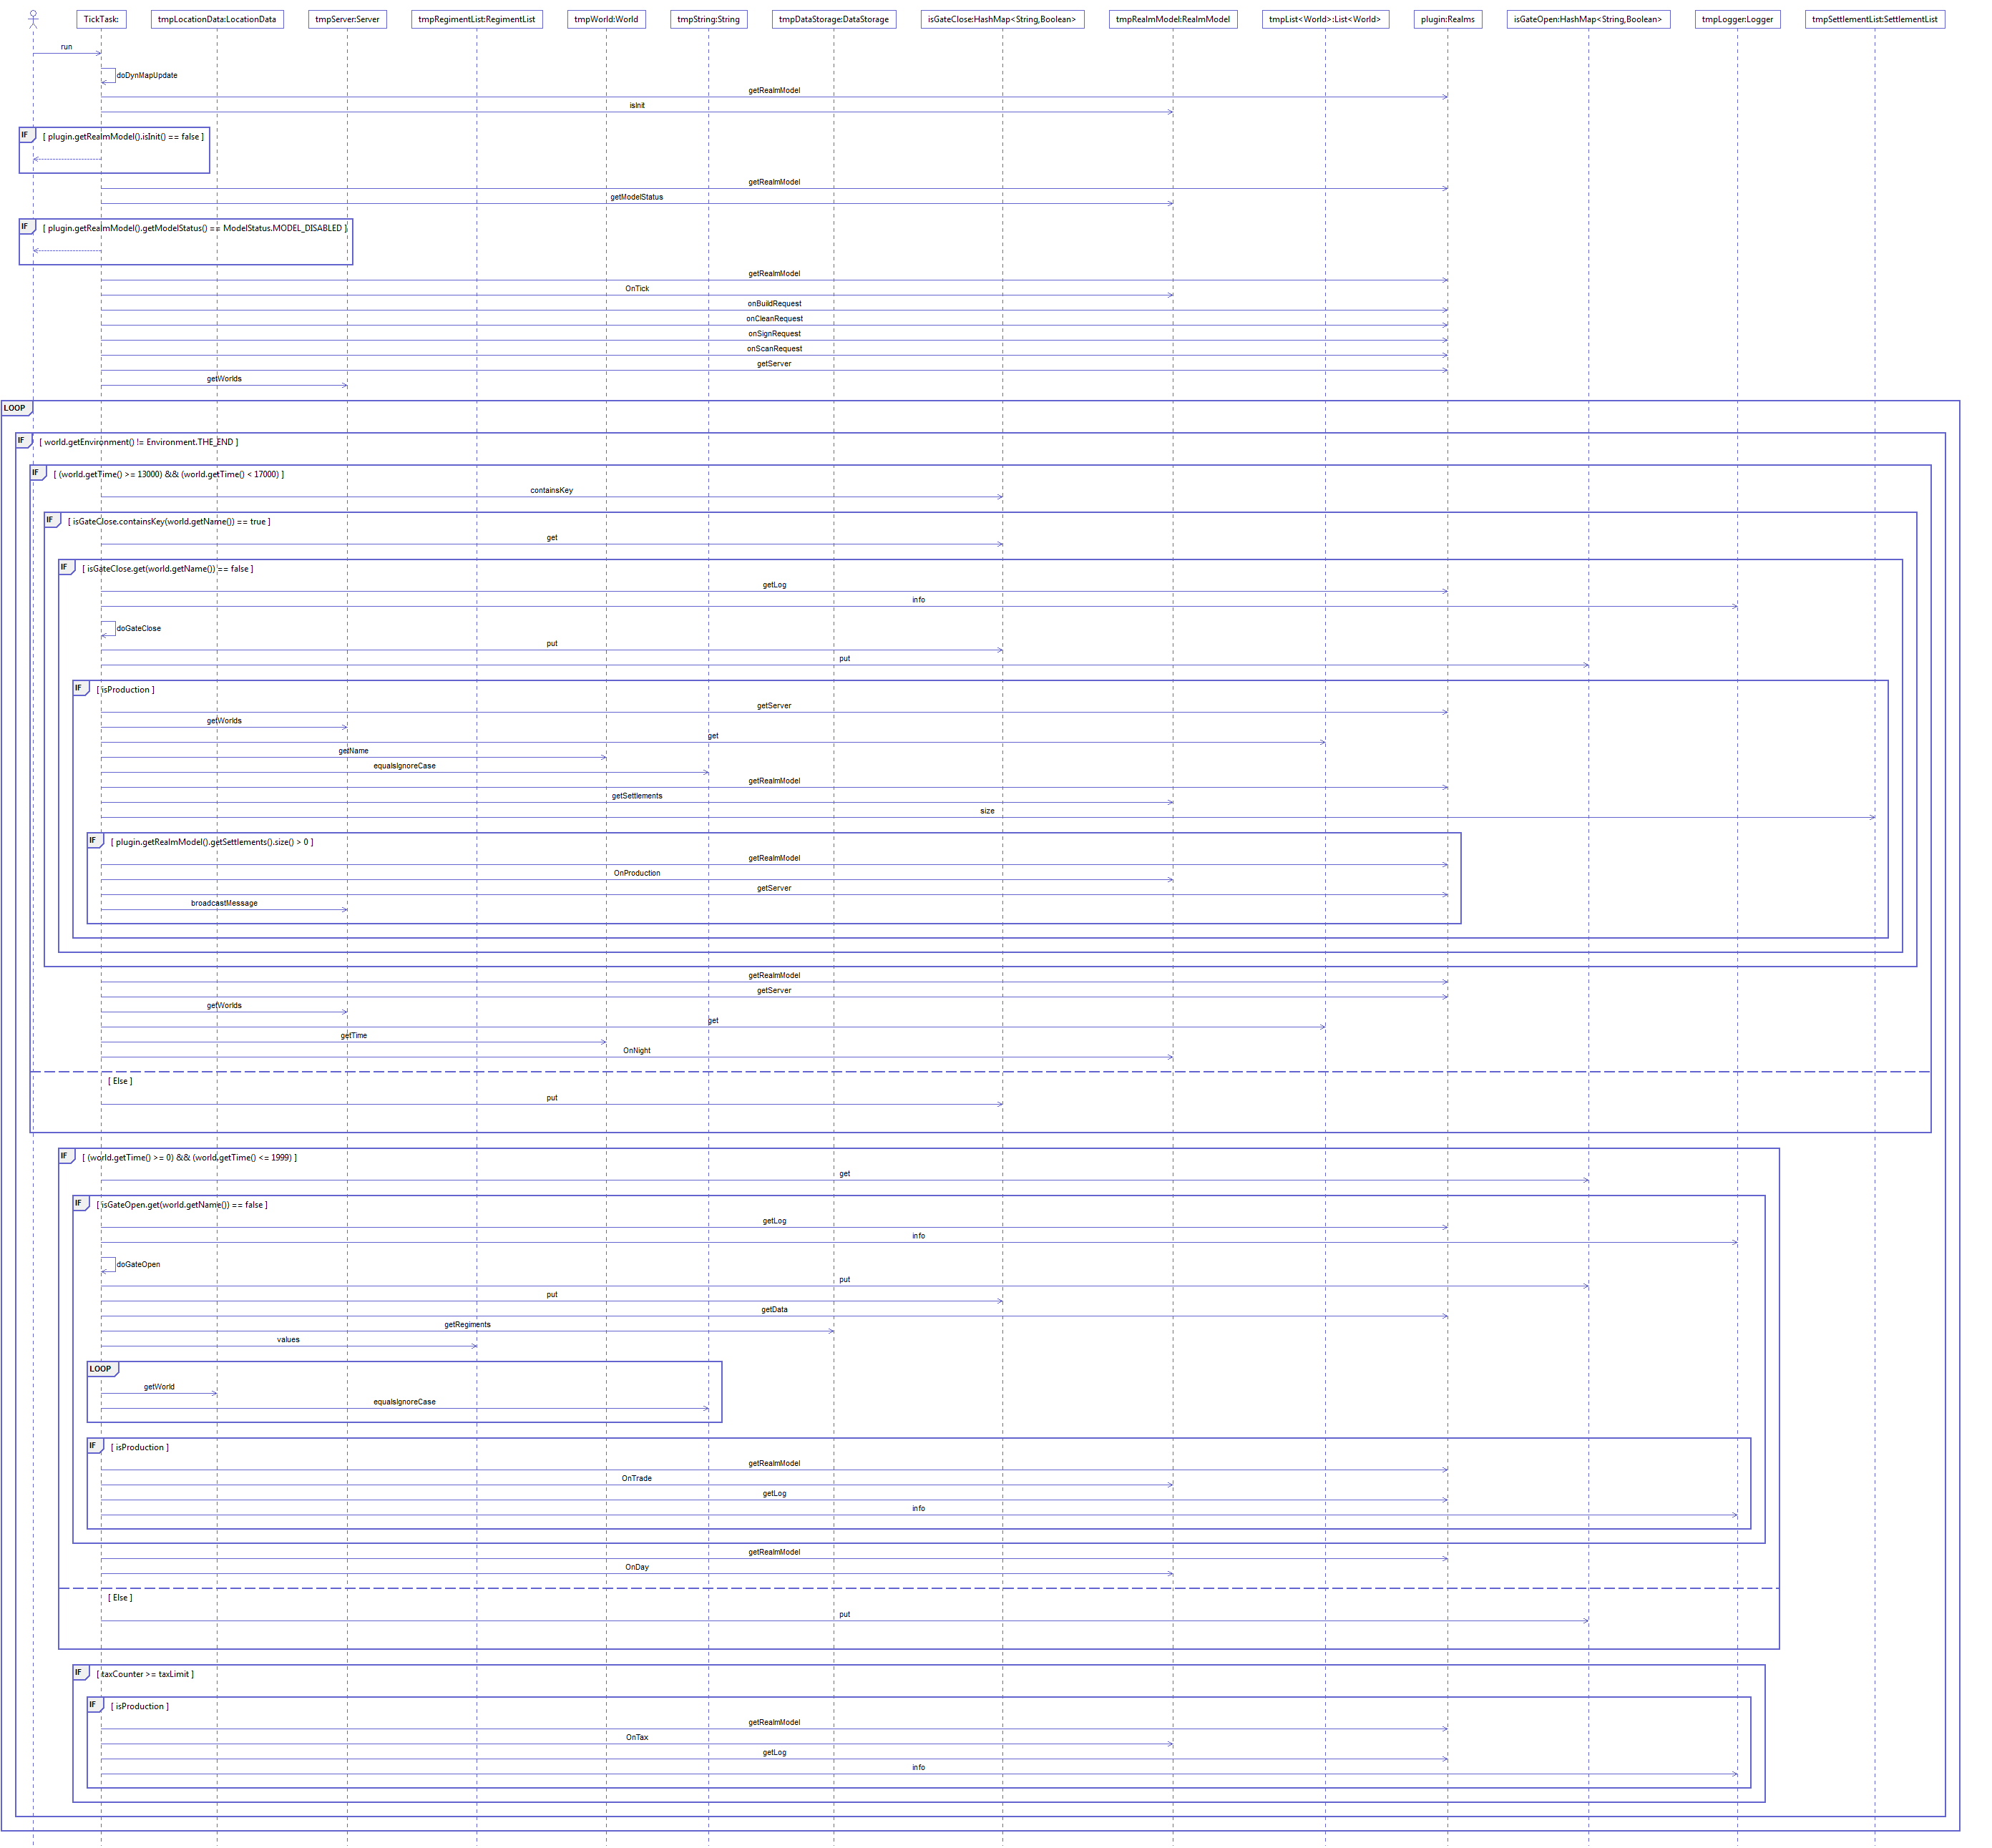 TickTask:
tmpLocationData:LocationData
tmpServer:Server
tmpRegimentList:RegimentList
tmpWorld:World
tmpString:String
tmpDataStorage:DataStorage
isGateClose:HashMap<String,Boolean>
tmpRealmModel:RealmModel
tmpList<World>:List<World>
plugin:Realms
isGateOpen:HashMap<String,Boolean>
tmpLogger:Logger
tmpSettlementList:SettlementList
run
doDynMapUpdate
getRealmModel
isInit
IF
[ plugin.getRealmModel().isInit() == false ]
getRealmModel
getModelStatus
IF
[ plugin.getRealmModel().getModelStatus() == ModelStatus.MODEL_DISABLED ]
getRealmModel
OnTick
onBuildRequest
onCleanRequest
onSignRequest
onScanRequest
getServer
getWorlds
LOOP
IF
[ world.getEnvironment() != Environment.THE_END ]
IF
[ (world.getTime() >= 13000) && (world.getTime() < 17000) ]
containsKey
IF
[ isGateClose.containsKey(world.getName()) == true ]
get
IF
[ isGateClose.get(world.getName()) == false ]
getLog
info
doGateClose
put
put
IF
[ isProduction ]
getServer
getWorlds
get
getName
equalsIgnoreCase
getRealmModel
getSettlements
size
IF
[ plugin.getRealmModel().getSettlements().size() > 0 ]
getRealmModel
OnProduction
getServer
broadcastMessage
getRealmModel
getServer
getWorlds
get
getTime
OnNight
[ Else ]
put
IF
[ (world.getTime() >= 0) && (world.getTime() <= 1999) ]
get
IF
[ isGateOpen.get(world.getName()) == false ]
getLog
info
doGateOpen
put
put
getData
getRegiments
values
LOOP
getWorld
equalsIgnoreCase
IF
[ isProduction ]
getRealmModel
OnTrade
getLog
info
getRealmModel
OnDay
[ Else ]
put
IF
[ taxCounter >= taxLimit ]
IF
[ isProduction ]
getRealmModel
OnTax
getLog
info